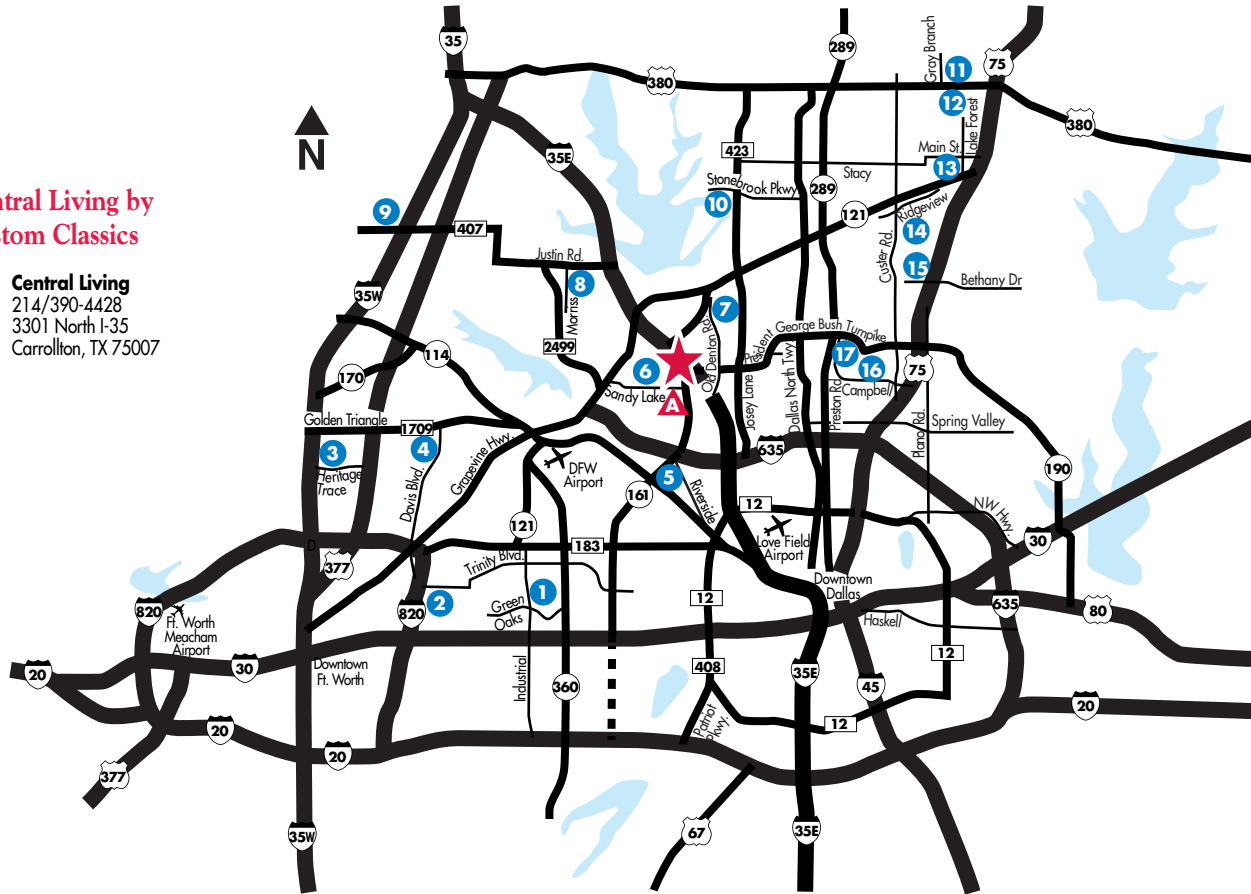 35
289
Gray Branch
11
75
380
12
380
N
35E
423
Main St.
Lake Forest
13
Stacy
Stonebrook Pkwy
289
10
121
Ridgeview
ntral Living by
stom Classics
9
407
14
Custer Rd.
Justin Rd.
15
Bethany Dr
Central Living
214/390-4428
3301 North I-35
Carrollton, TX 75007
8
Morriss
35W
7
Old Denton Rd.
President
George Bush Turnpike
2499
114
6
17
16
75
170
Sandy Lake
A
Josey Lane
Dallas North Twy.
Preston Rd.
Campbell
Golden Triangle
1709
Spring Valley
Plano Rd.
3
4
Heritage
Trace
Davis Blvd.
Grapevine Hwy.
635
DFW
Airport
5
Riverside
190
161
12
NW Hwy.
121
30
D
183
Love Field
Airport
377
Trinity Blvd.
Downtown
Dallas
820
2
820
Green
Oaks
1
12
635
80
Haskell
Ft. Worth
Meacham
Airport
12
20
30
Downtown
Ft. Worth
408
35E
45
Industrial
360
20
20
Patriot
Pkwy.
12
20
377
35W
67
35E